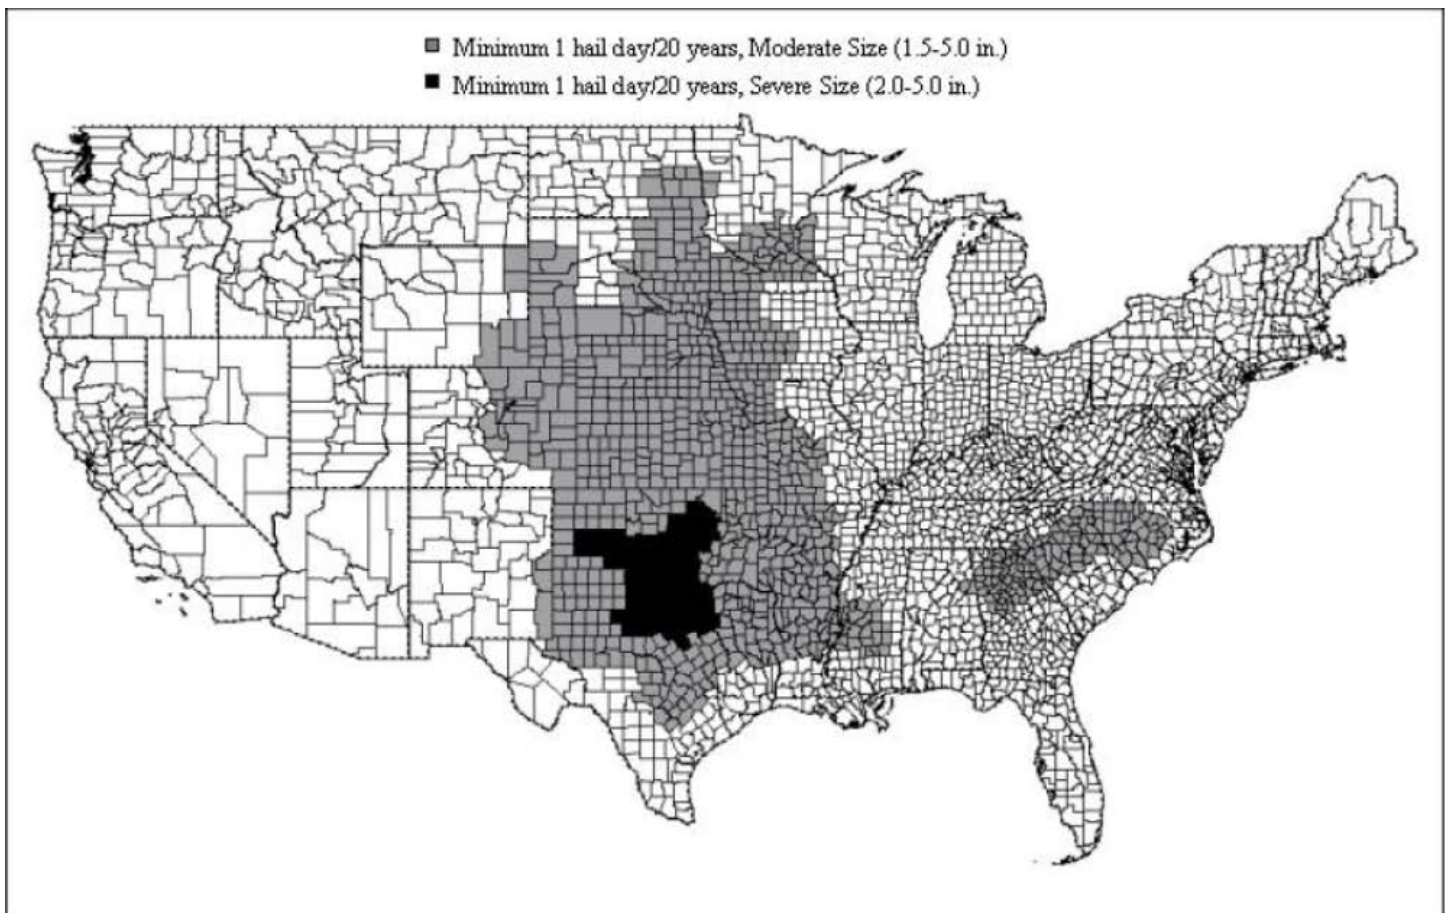 Minimum 1 hail day/20 years, Moderate Size (1.5-5.0 in.)
Minimum 1 hail day/20 years, Severe Size (2.0-5.0 in.)